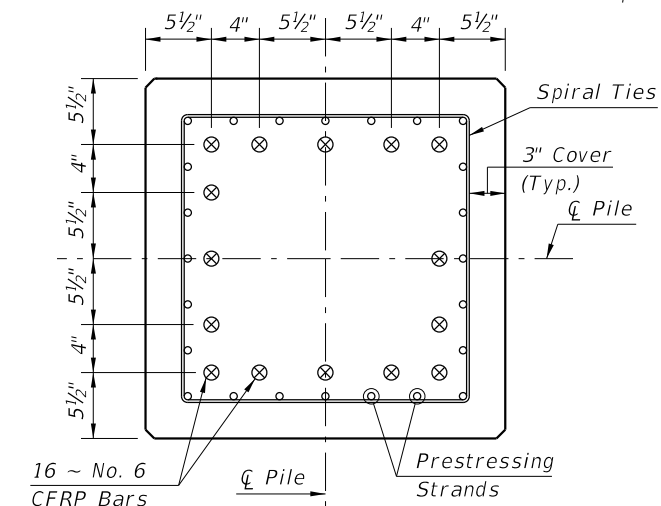 5½" 4" 5½" 5½" 4" 5½"
Spiral Ties
3" Cover
(Typ.)
℄ Pile
5½"
4"
5½"
5½"
4"
5½"
16 ~ No. 6
CFRP Bars
℄ Pile
Prestressing
Strands